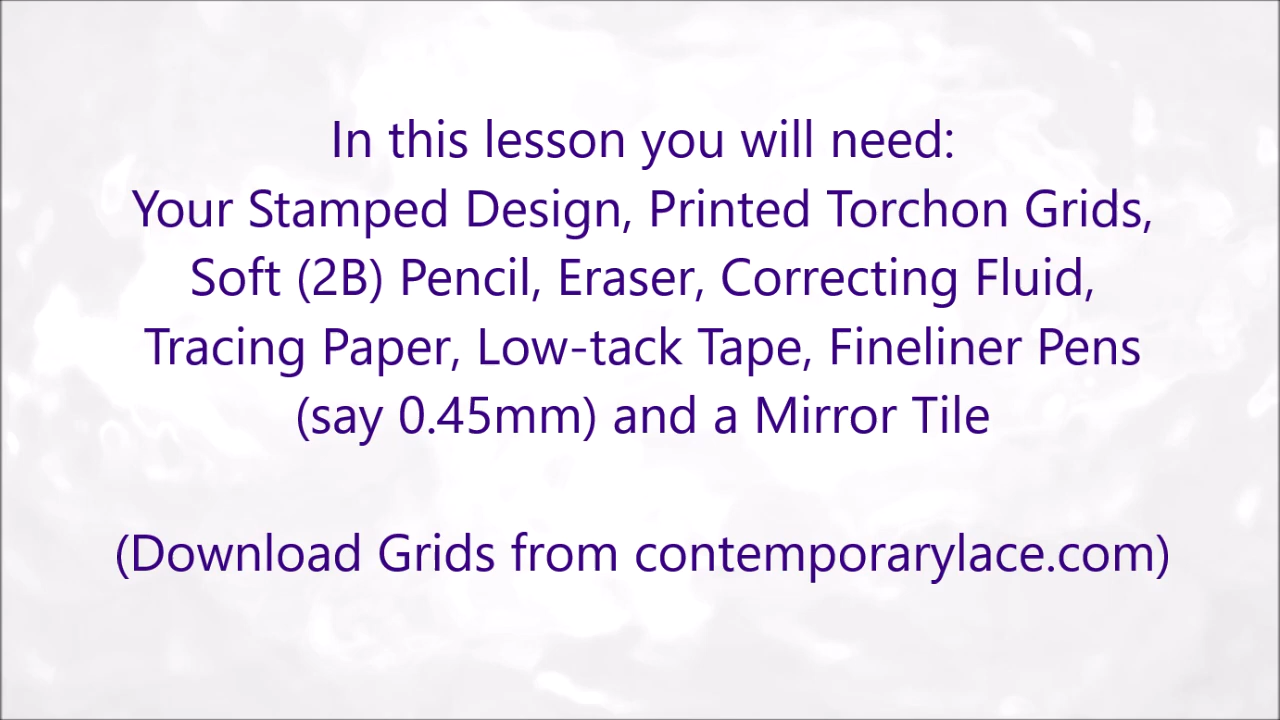 In this lesson you will need:
Your Stamped Design, Printed Torchon Grids,
Soft (2B) Pencil, Eraser, Correcting Fluid,
Tracing Paper, Low-tack Tape, Fineliner Pens
(say 0.45mm) and a Mirror Tile
(Download Grids from contemporarylace.com)